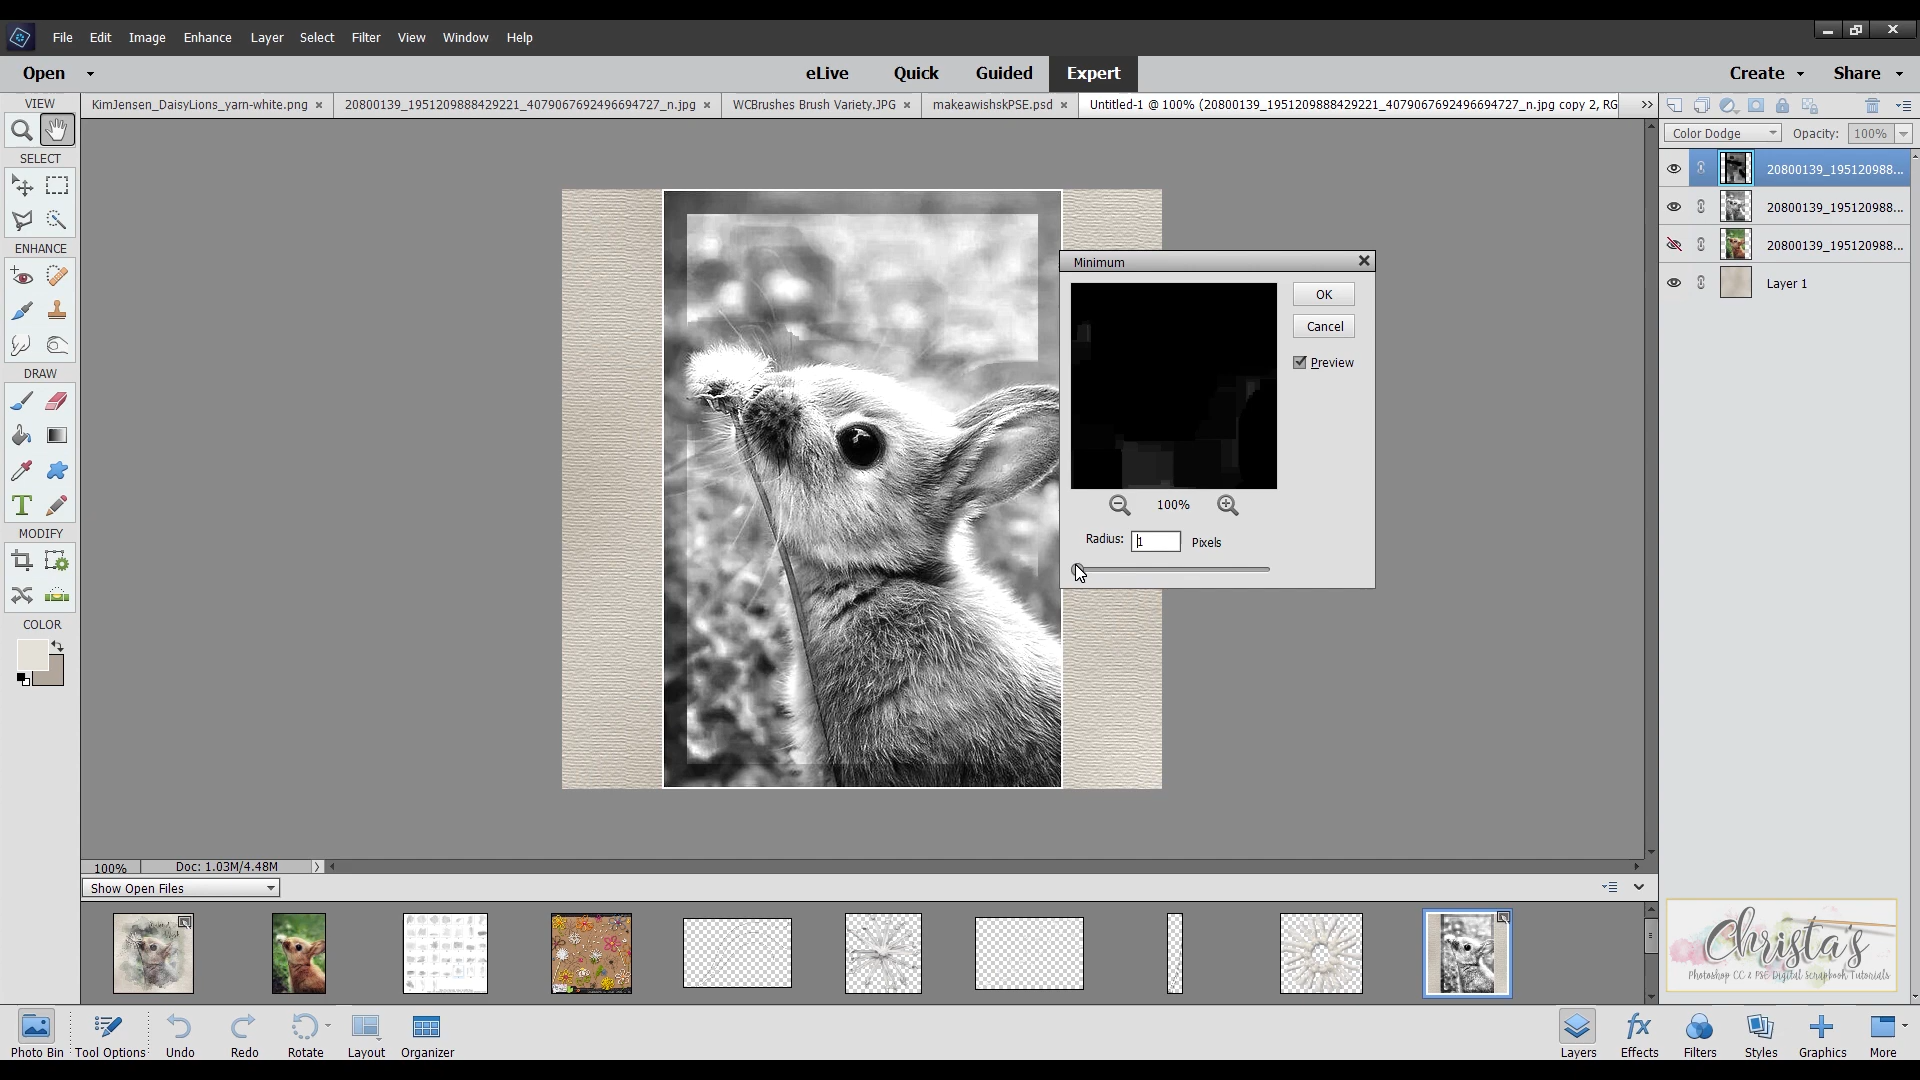 File Edit Image Enhance Layer Select Filter View Window Help
Open eLive Quick Guided Expert Create Share
VIEW
KimJensen_DaisyLions_yarn-white.png × 20800139_1951209888429221_4079067692496694727_n.jpg × WCBrushes Brush Variety.JPG × makeawishskPSE.psd × Untitled-1 @ 100% (20800139_1951209888429221_4079067692496694727_n.jpg copy 2, RG
Color Dodge Opacity: 100%
SELECT
20800139_195120988...
20800139_195120988...
ENHANCE
20800139_195120988...
Layer 1
DRAW
MODIFY
COLOR
Minimum
OK
Cancel
Preview
100%
Radius: 1 Pixels
100% Doc: 1.03M/4.48M
Show Open Files
Christa's
Photoshop CC & PSE Digital Scrapbook Tutorials
Photo Bin Tool Options Undo Redo Rotate Layout Organizer Layers Effects Filters Styles Graphics More